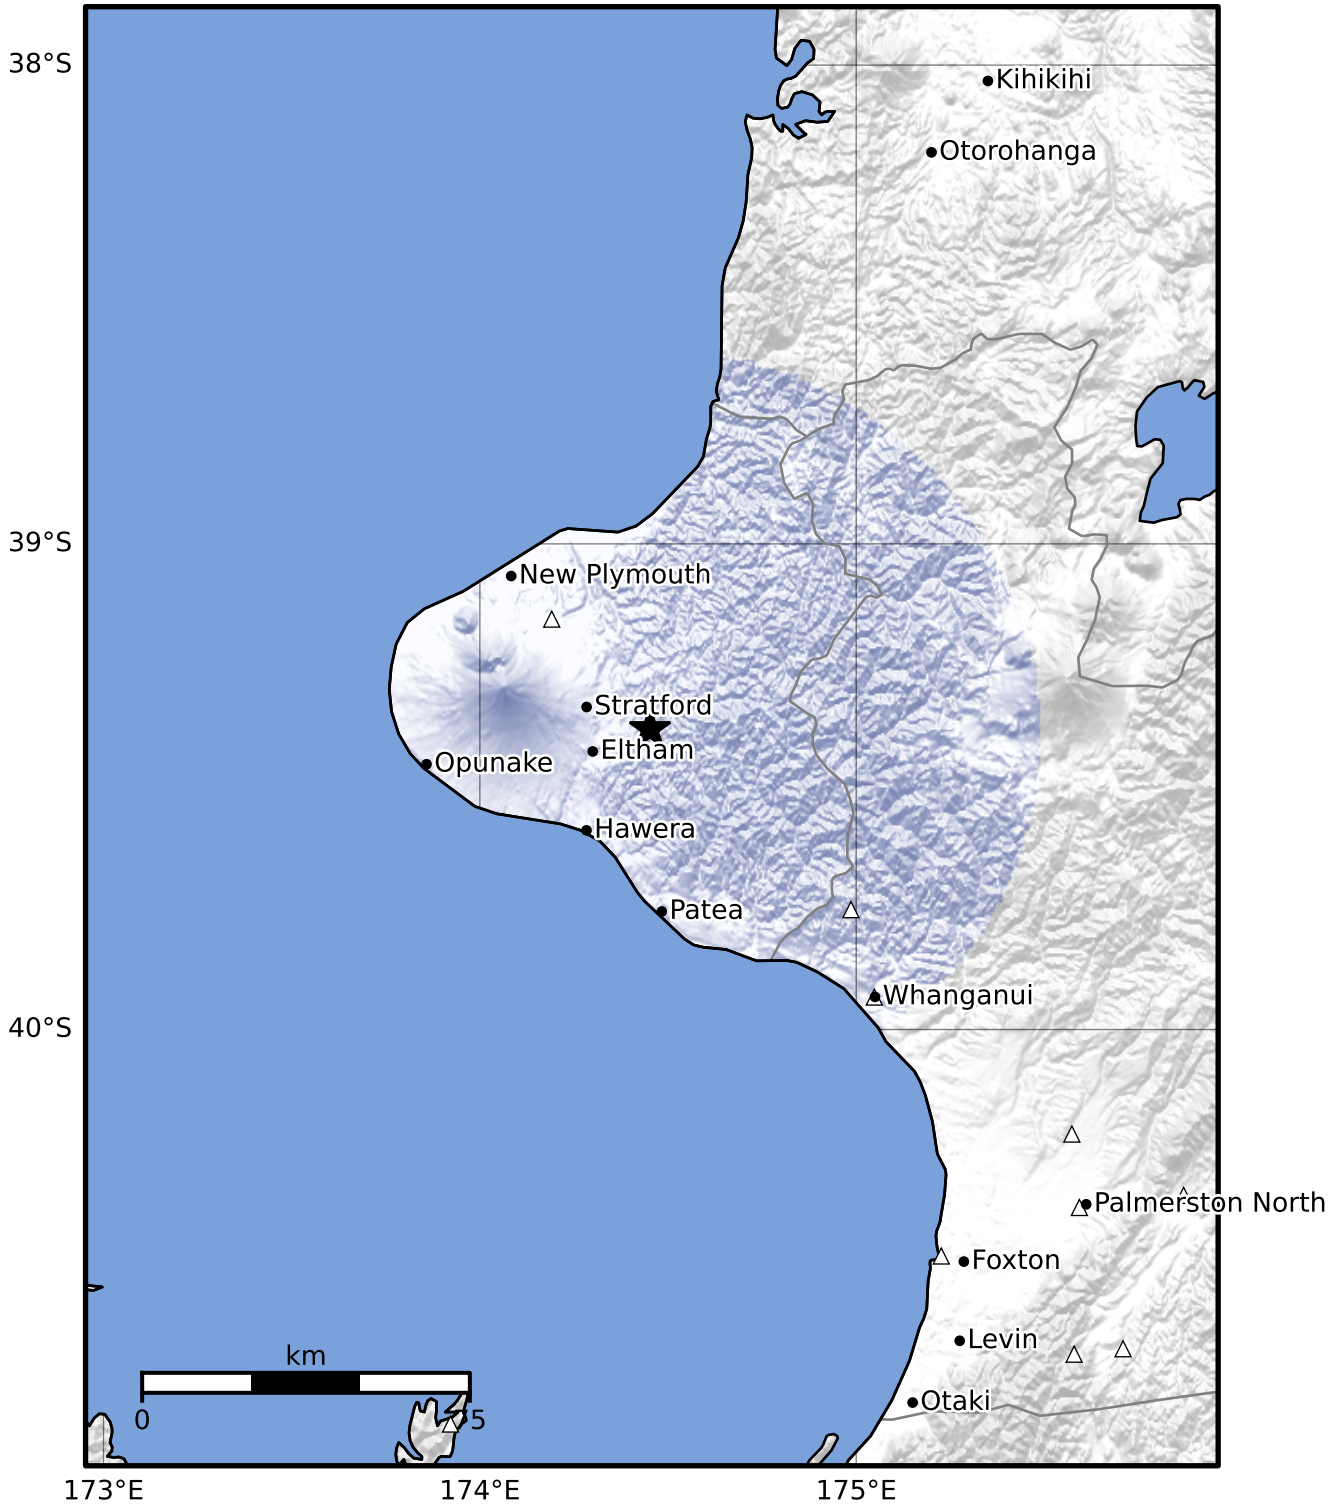 38°S
Kihikihi
Otorohanga
39°S
New Plymouth
Stratford
Eltham
Opunake
Hawera
Patea
Whanganui
40°S
Palmerston North
Foxton
Levin
km
Otaki
0
5
173°E
174°E
175°E